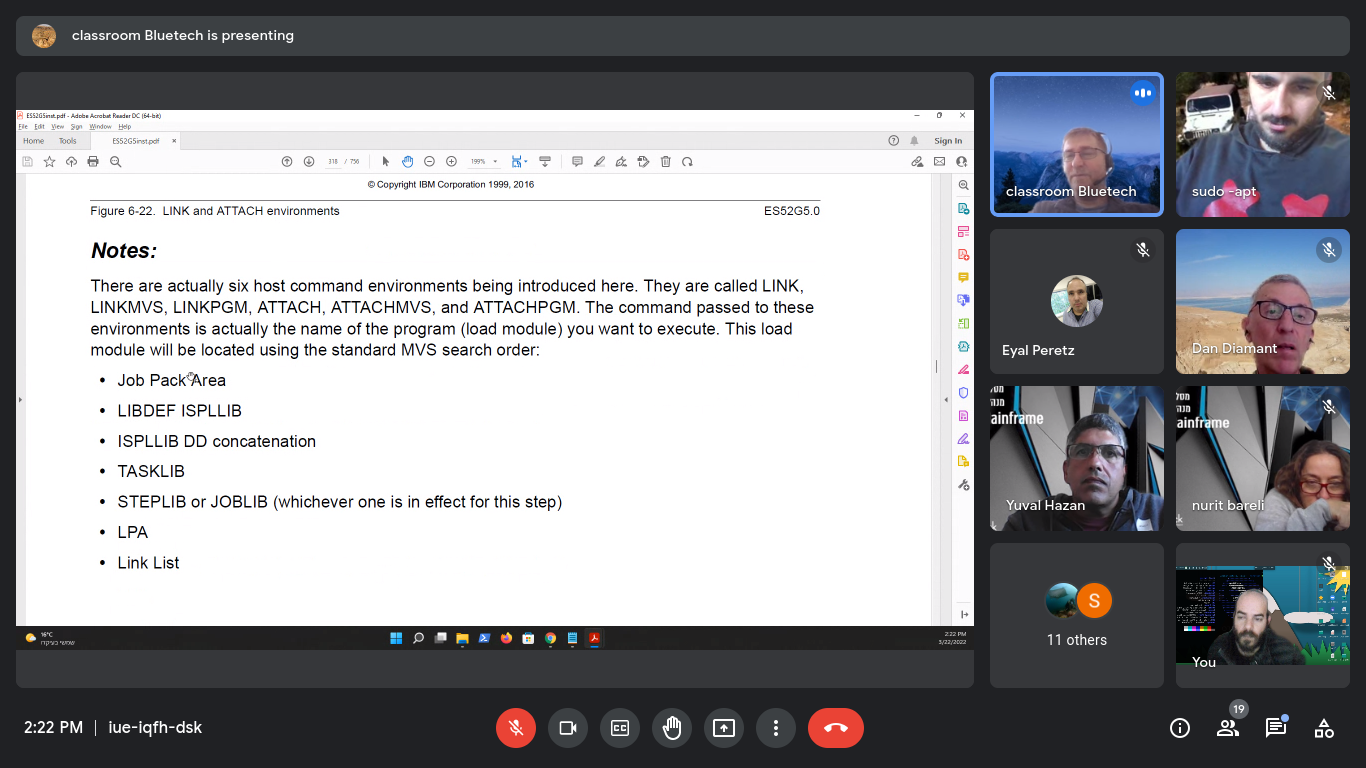 classroom Bluetech is presenting
ES52G5inst.pdf - Adobe Acrobat Reader DC (64-bit)
File Edit View Sign Window Help
Home Tools ES52G5inst.pdf × Sign In
318 / 756 199%
© Copyright IBM Corporation 1999, 2016
Figure 6-22. LINK and ATTACH environments ES52G5.0
Notes:
There are actually six host command environments being introduced here. They are called LINK,
LINKMVS, LINKPGM, ATTACH, ATTACHMVS, and ATTACHPGM. The command passed to these
environments is actually the name of the program (load module) you want to execute. This load
module will be located using the standard MVS search order:
• Job Pack Area
• LIBDEF ISPLLIB
• ISPLLIB DD concatenation
• TASKLIB
• STEPLIB or JOBLIB (whichever one is in effect for this step)
• LPA
• Link List
16°C
2:22 PM
5/22/2022
classroom Bluetech
sudo -apt
Eyal Peretz
Dan Diamant
מנה
ainframe
Yuval Hazan
מנה
ainframe
nurit bareli
S
11 others
You
2:22 PM | iue-iqfh-dsk
CC
19